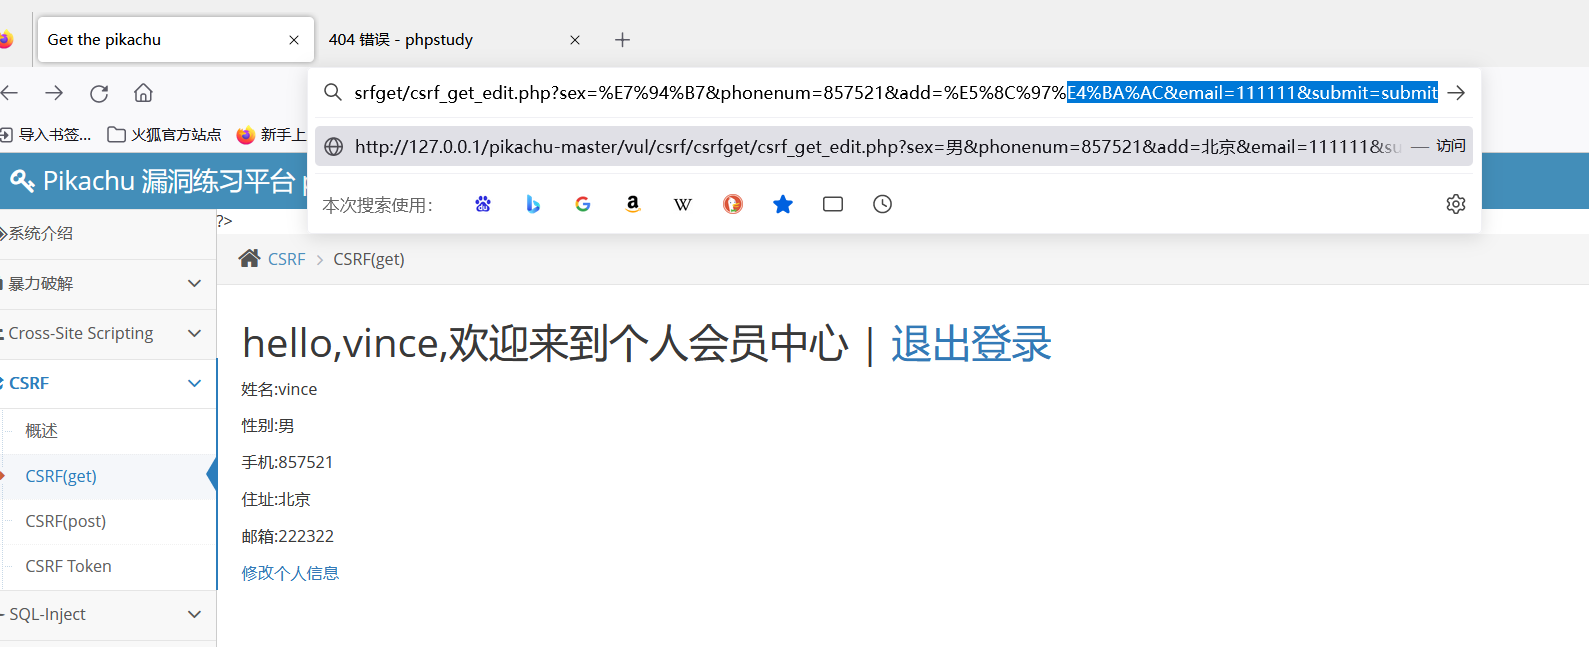 Get the pikachu
404 错误 - phpstudy
srfget/csrf_get_edit.php?sex=%E7%94%B7&phonenum=857521&add=%E5%8C%97%E4%BA%AC&email=111111&submit=submit
导入书签... 火狐官方站点 新手上
http://127.0.0.1/pikachu-master/vul/csrf/csrfget/csrf_get_edit.php?sex=男&phonenum=857521&add=北京&email=111111&su — 访问
Pikachu 漏洞练习平台 p
本次搜索使用:
?>
系统介绍
CSRF > CSRF(get)
暴力破解
Cross-Site Scripting
hello,vince,欢迎来到个人会员中心 | 退出登录
CSRF
姓名:vince
概述
性别:男
CSRF(get)
手机:857521
住址:北京
CSRF(post)
邮箱:222322
CSRF Token
修改个人信息
SQL-Inject